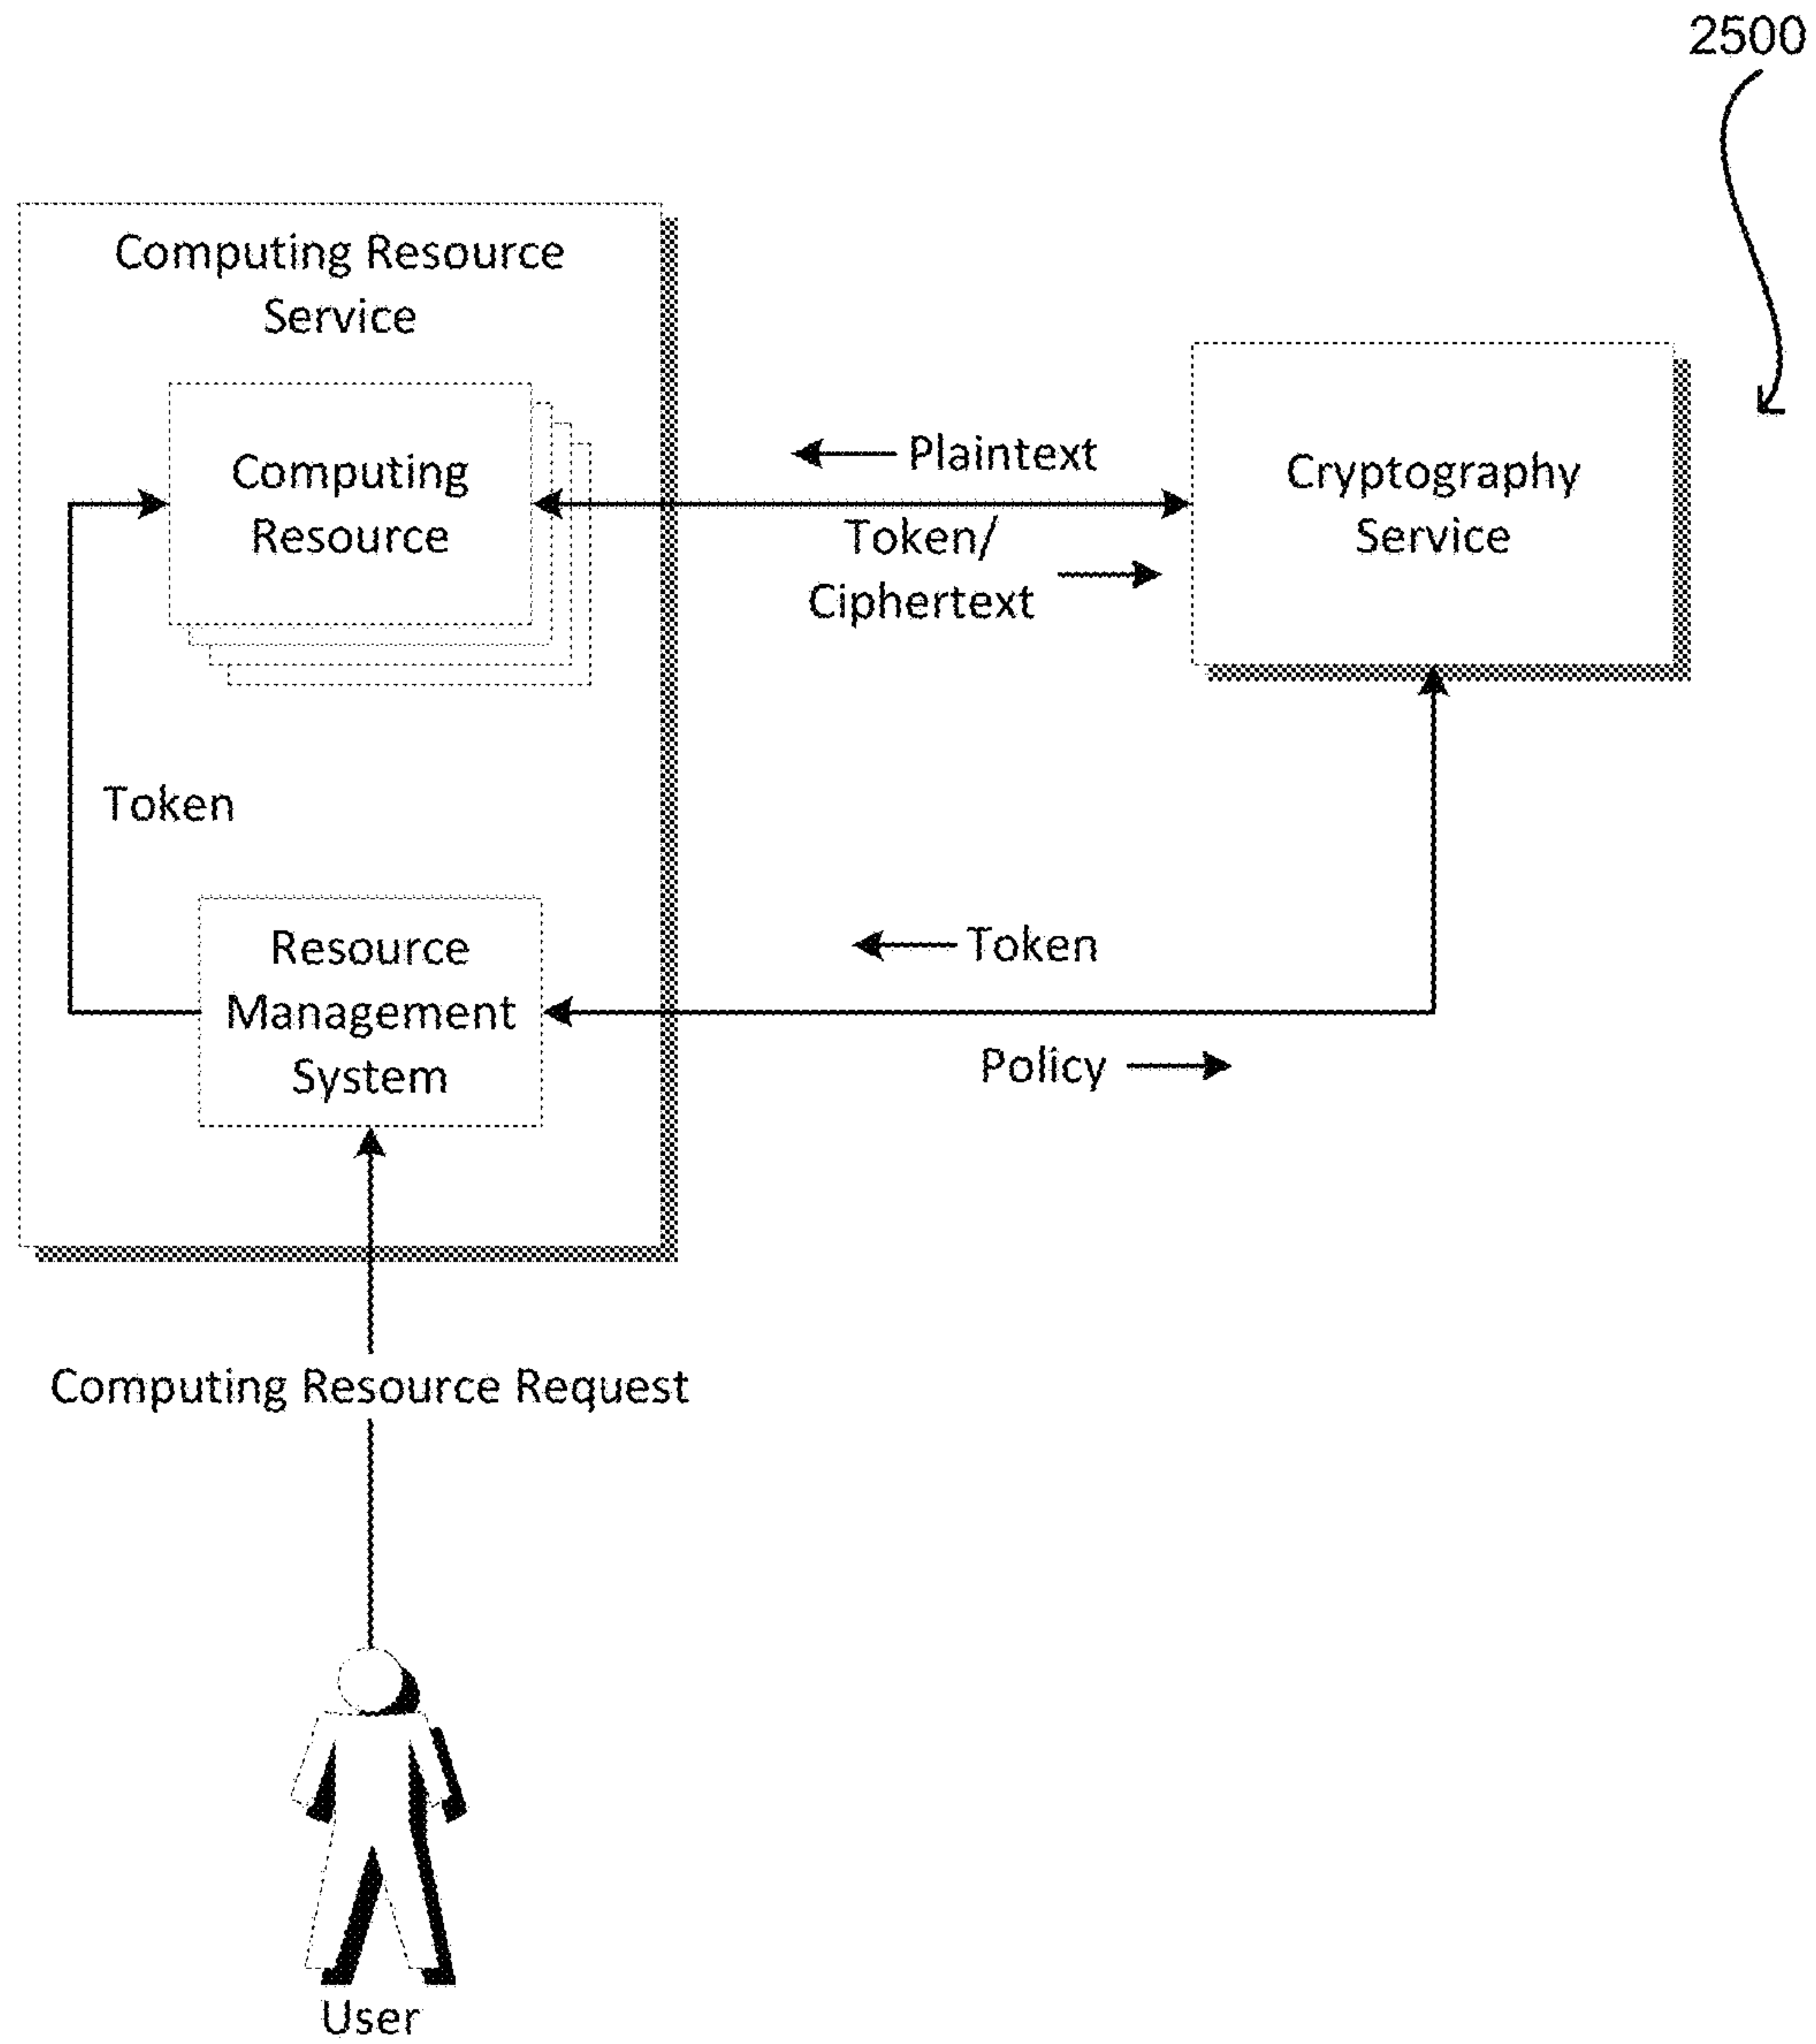 2500
Computing Resource
Service
Computing
Resource
Plaintext
Token/
Ciphertext
Cryptography
Service
Token
Resource
Management
System
Token
Policy
Computing Resource Request
User